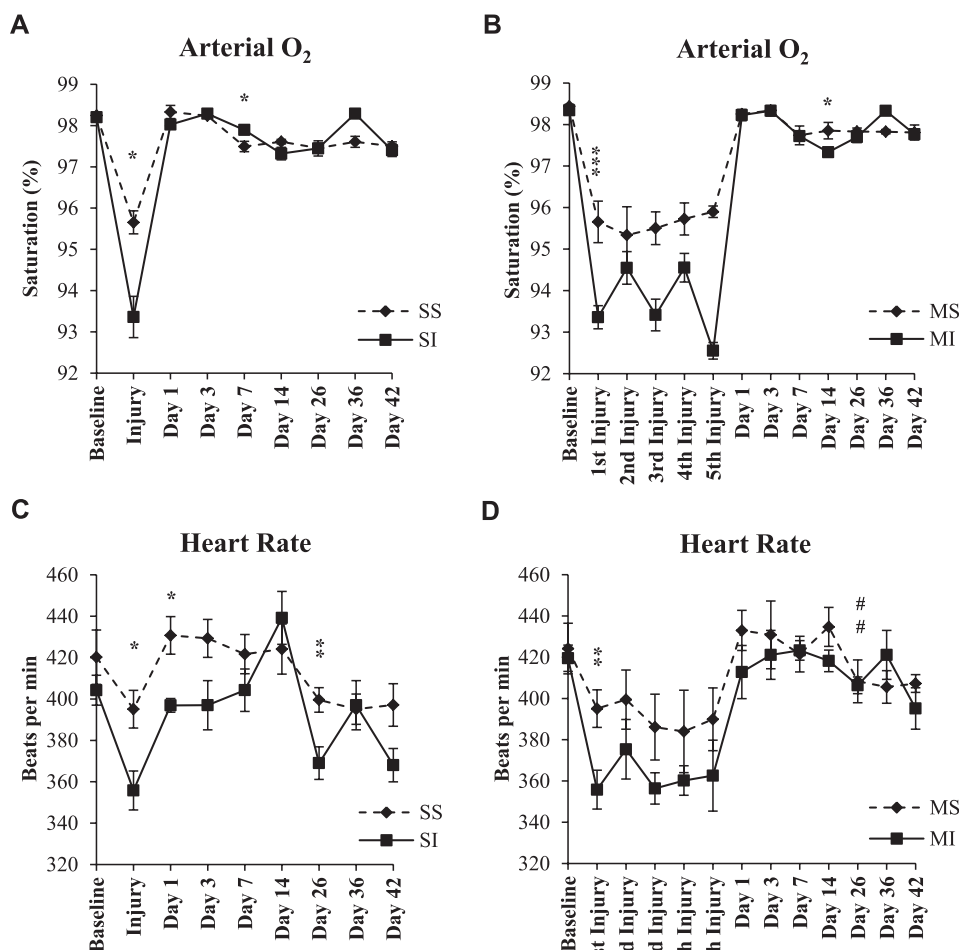 A
Arterial O₂
Saturation (%)
99
98
97
96
95
94
93
92
*
*
SS
SI
Baseline
Injury
Day 1
Day 3
Day 7
Day 14
Day 26
Day 36
Day 42
B
Arterial O₂
Saturation (%)
99
98
97
96
95
94
93
92
***
*
MS
MI
Baseline
1st Injury
2nd Injury
3rd Injury
4th Injury
5th Injury
Day 1
Day 3
Day 7
Day 14
Day 26
Day 36
Day 42
C
Heart Rate
Beats per min
460
440
420
400
380
360
340
320
*
*
**
SS
SI
Baseline
Injury
Day 1
Day 3
Day 7
Day 14
Day 26
Day 36
Day 42
D
Heart Rate
Beats per min
460
440
420
400
380
360
340
320
**
#
#
MS
MI
Baseline
st Injury
d Injury
d Injury
h Injury
h Injury
Day 1
Day 3
Day 7
Day 14
Day 26
Day 36
Day 42